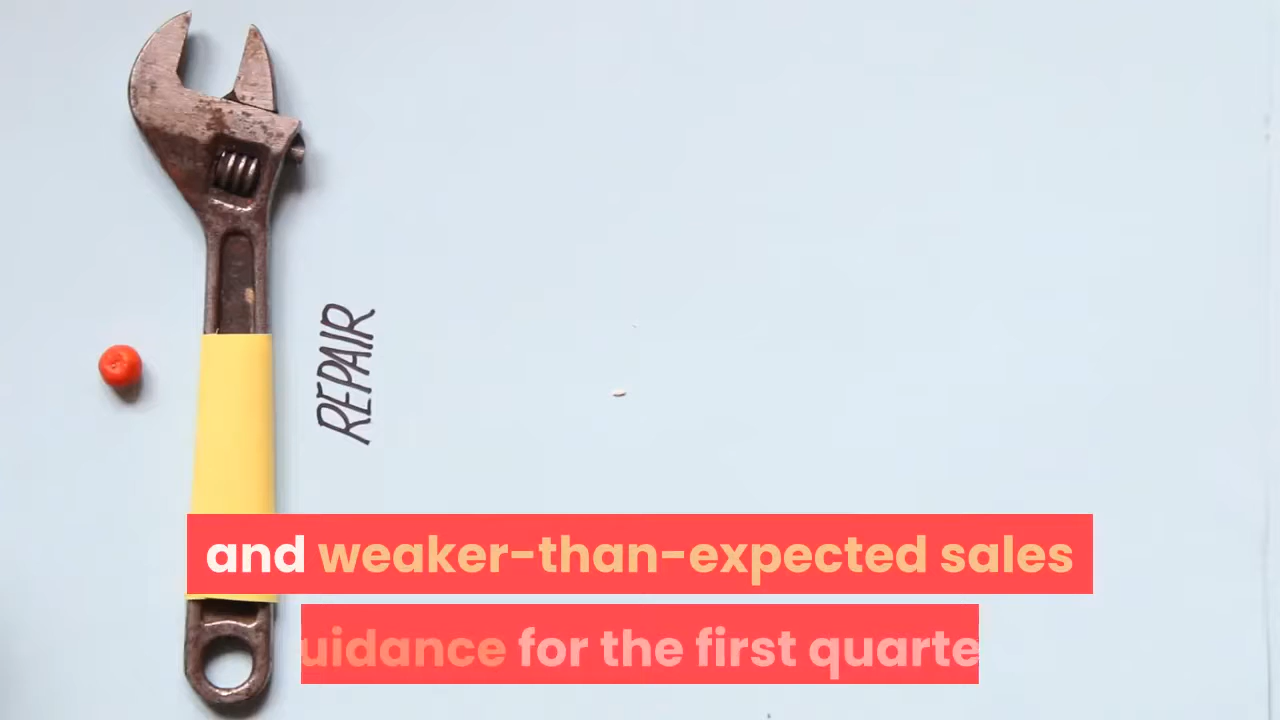 REPAIR
and weaker-than-expected sales
uidance for the first quarte